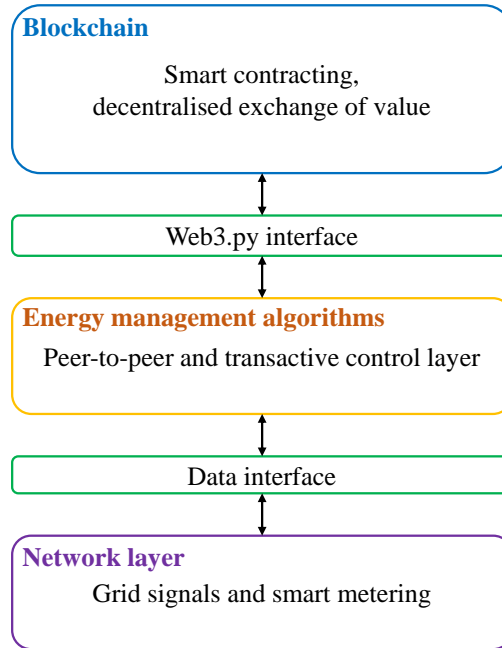 Blockchain
Smart contracting,
decentralised exchange of value
Web3.py interface
Energy management algorithms
Peer-to-peer and transactive control layer
Data interface
Network layer
Grid signals and smart metering